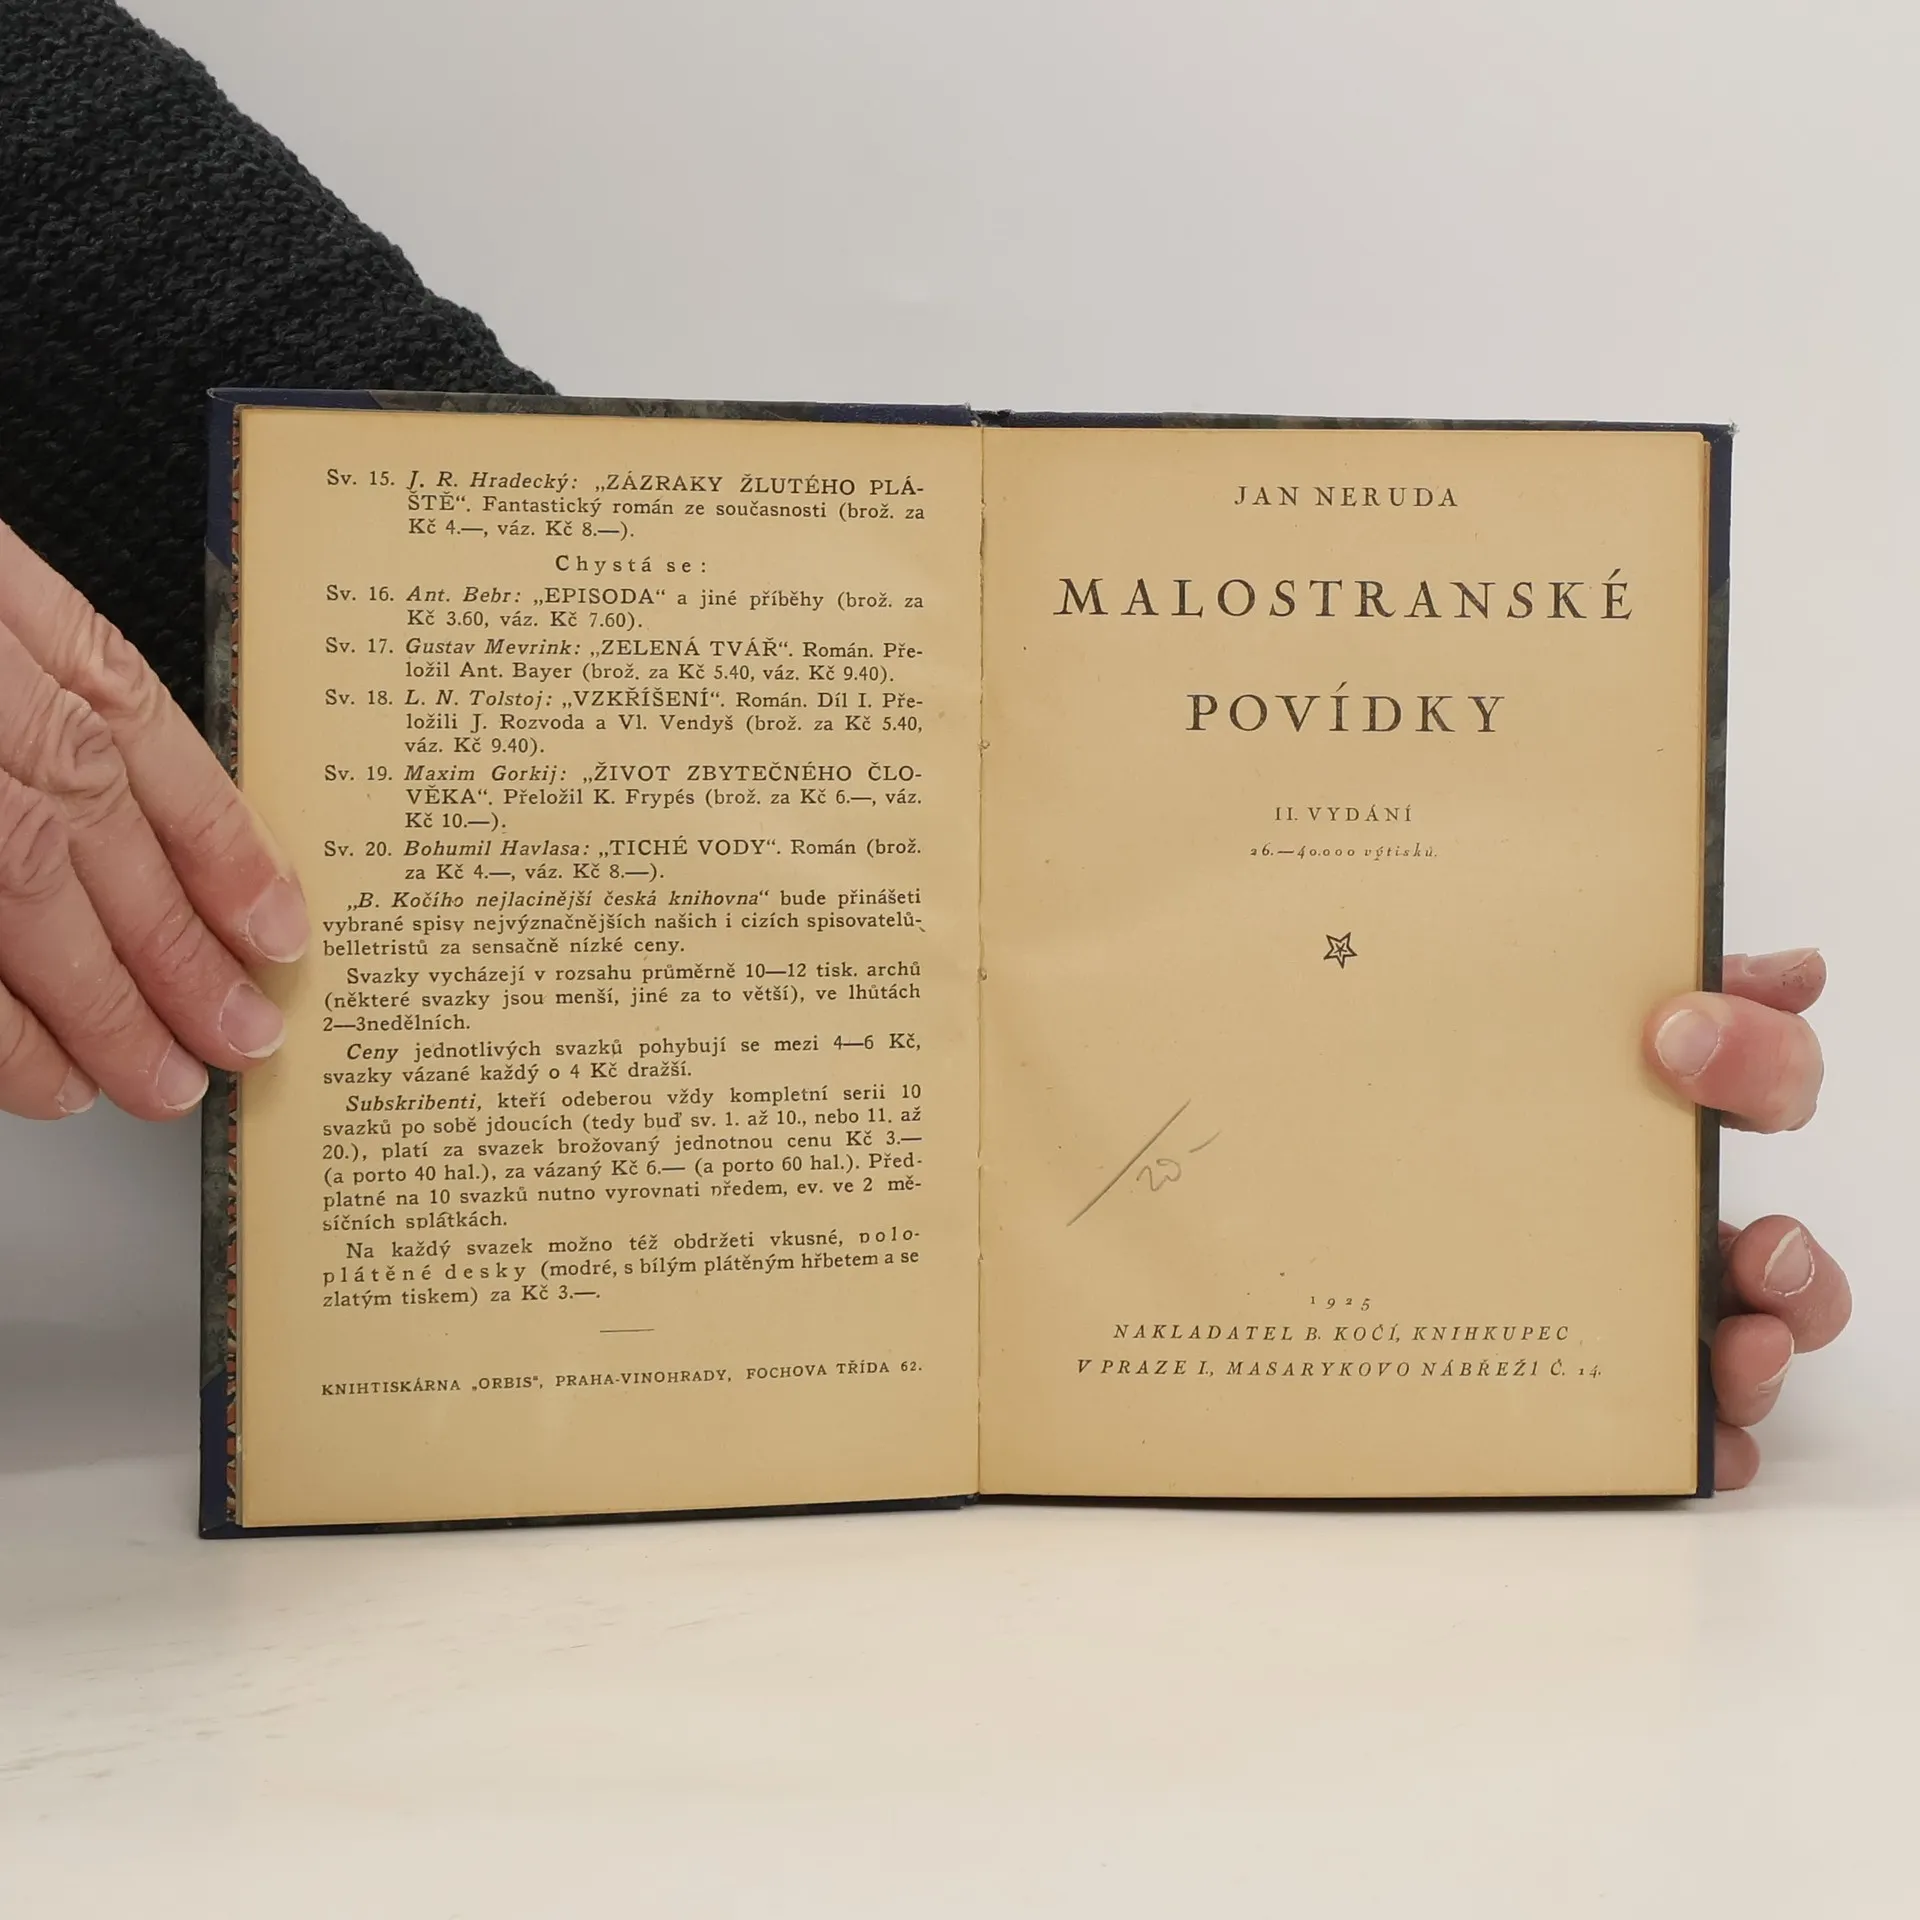 Sv. 15. J. R. Hradecký: „ZÁZRAKY ŽLUTÉHO PLÁ-
ŠTĚ“. Fantastický román ze současnosti (brož. za
Kč 4.—, váz. Kč 8.—).
Chystá se:
Sv. 16. Ant. Bebr: „EPISODA“ a jiné příběhy (brož. za
Kč 3.60, váz. Kč 7.60).
Sv. 17. Gustav Mevrink: „ZELENÁ TVÁŘ“. Román. Pře-
ložil Ant. Bayer (brož. za Kč 5.40, váz. Kč 9.40).
Sv. 18. L. N. Tolstoj: „VZKŘÍŠENÍ“. Román. Díl I. Pře-
ložili J. Rozvoda a Vl. Vendyš (brož. za Kč 5.40,
váz. Kč 9.40).
Sv. 19. Maxim Gorkij: „ŽIVOT ZBYTEČNÉHO ČLO-
VĚKA“. Přeložil K. Frypés (brož. za Kč 6.—, váz.
Kč 10.—).
Sv. 20. Bohumil Havlasa: „TICHÉ VODY“. Román (brož.
za Kč 4.—, váz. Kč 8.—).
„B. Kočího nejlacinější česká knihovna“ bude přinášeti
vybrané spisy nejvýznačnějších našich i cizích spisovatelů-
belletristů za sensačně nízké ceny.
Svazky vycházejí v rozsahu průměrně 10—12 tisk. archů
(některé svazky jsou menší, jiné za to větší), ve lhůtách
2—3nedělních.
Ceny jednotlivých svazků pohybují se mezi 4—6 Kč,
svazky vázané každý o 4 Kč dražší.
Subskribenti, kteří odeberou vždy kompletní serii 10
svazků po sobě jdoucích (tedy buď sv. 1. až 10., nebo 11. až
20.), platí za svazek brožovaný jednotnou cenu Kč 3.—
(a porto 40 hal.), za vázaný Kč 6.— (a porto 60 hal.). Před-
platné na 10 svazků nutno vyrovnati předem, ev. ve 2 mě-
síčních splátkách.
Na každý svazek možno též obdržeti vkusné, polo-
plátěné desky (modré, s bílým plátěným hřbetem a se
zlatým tiskem) za Kč 3.—.
KNIHTISKÁRNA „ORBIS“, PRAHA-VINOHRADY, FOCHOVA TŘÍDA 62.
JAN NERUDA
MALOSTRANSKÉ
POVÍDKY
II. VYDÁNÍ
26.—40.000 výtisků.
20-
1925
NAKLADATEL B. KOČÍ, KNIHKUPEC
V PRAZE I., MASARYKOVO NÁBŘEŽÍ Č. 14.